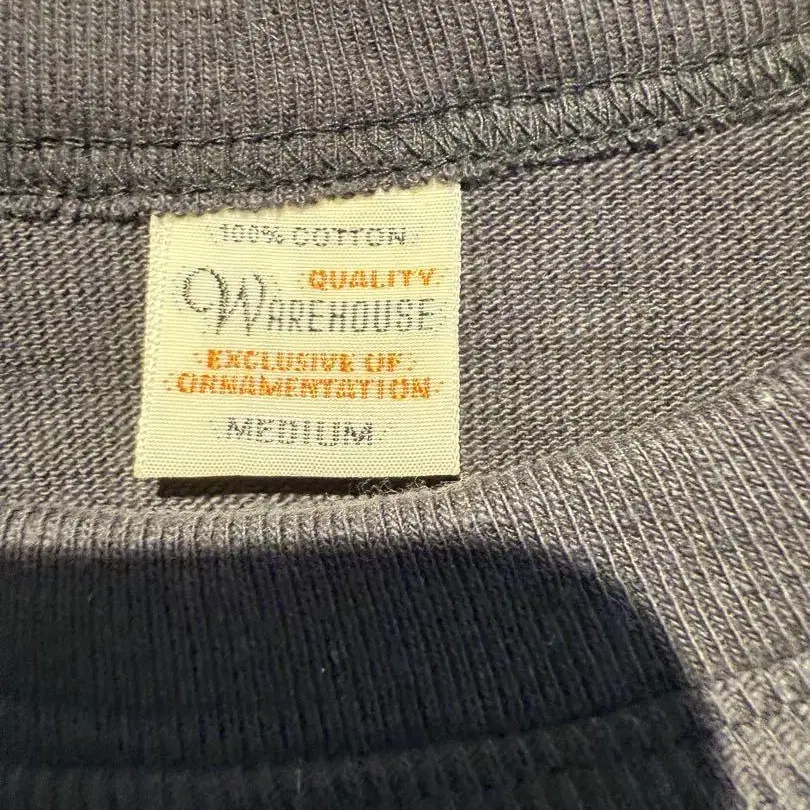 100% COTTON
QUALITY
WAREHOUSE
EXCLUSIVE OF
ORNAMENTATION
MEDIUM